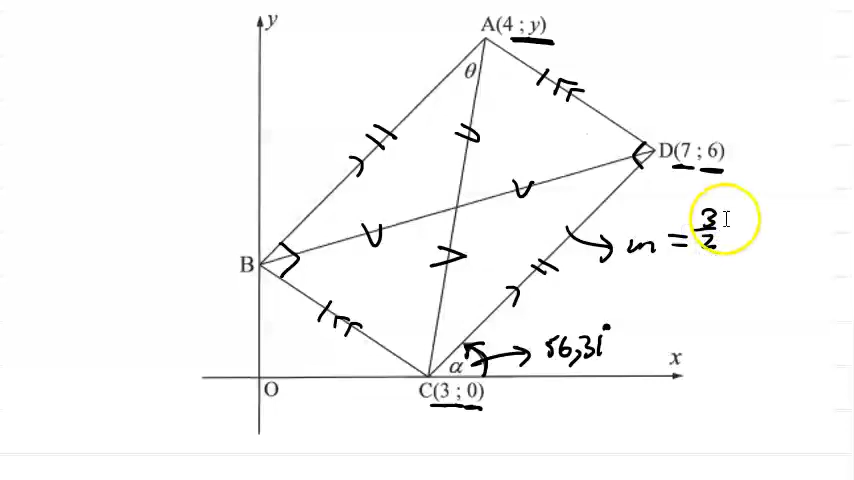 y
A(4 ; y)
θ
D(7 ; 6)
m = 3/2
B
56,31°
α
x
O
C(3 ; 0)